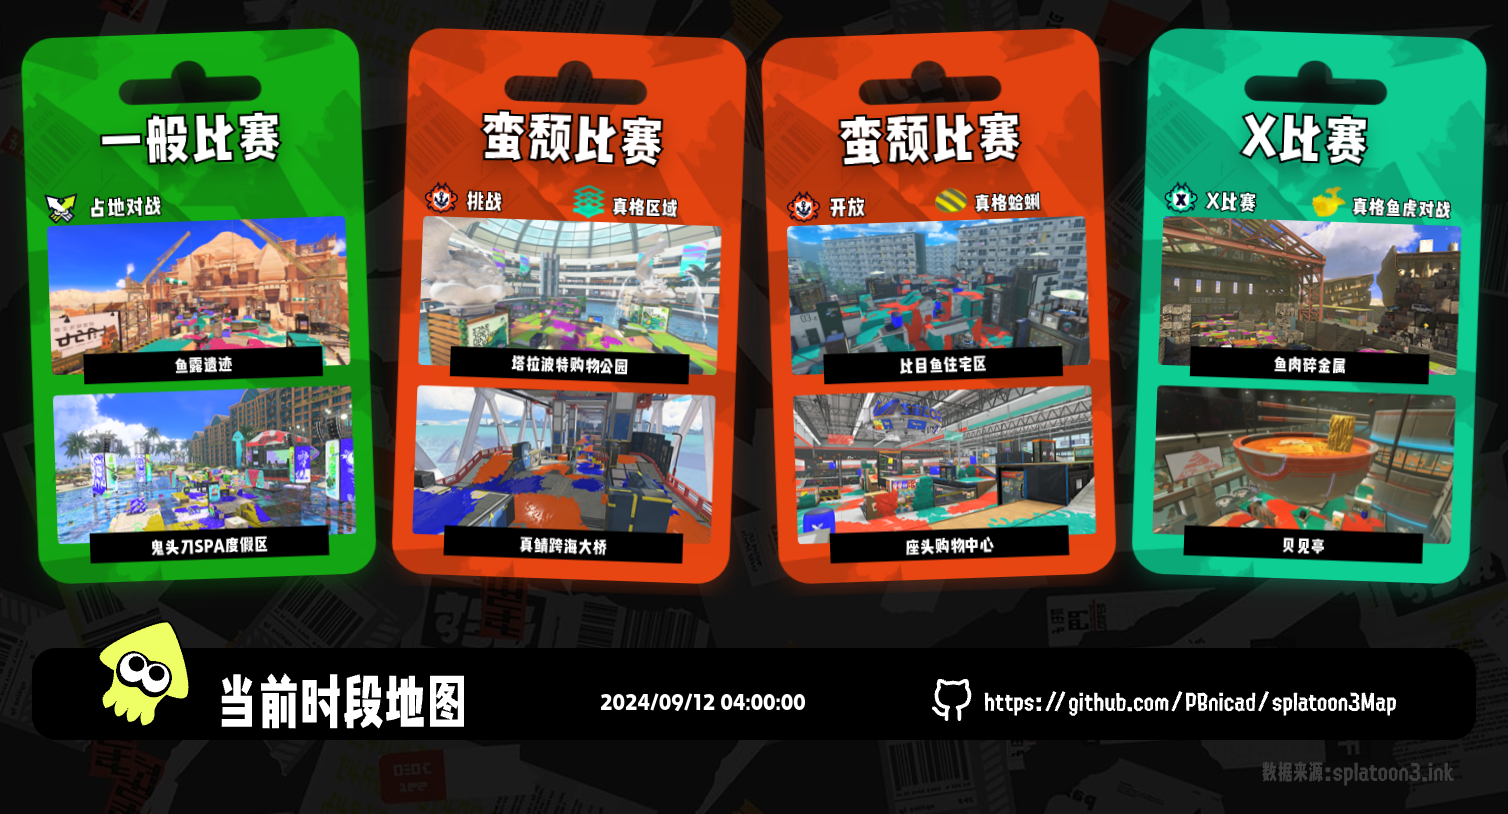 一般比赛
占地对战
鱼露遗迹
鬼头刀SPA度假区
蛮颓比赛
挑战
真格区域
塔拉波特购物公园
真鲭跨海大桥
蛮颓比赛
开放
真格蛤蜊
比目鱼住宅区
座头购物中心
X比赛
X比赛
真格鱼虎对战
鱼肉碎金属
贝见亭
当前时段地图
2024/09/12 04:00:00
https://github.com/PBnicad/splatoon3Map
数据来源:splatoon3.ink